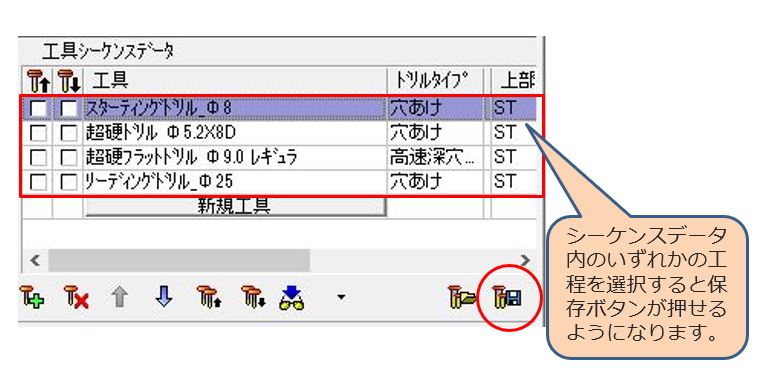 工具ｼｰｹﾝｽﾃﾞｰﾀ
工具 ﾄﾞﾘﾙﾀｲﾌﾟ 上部
ｽﾀｰﾃｨﾝｸﾞﾄﾞﾘﾙ_Φ8 穴あけ ST
超硬ﾄﾞﾘﾙ Φ5.2X8D 穴あけ ST
超硬ﾌﾗｯﾄﾄﾞﾘﾙ Φ9.0 ﾚｷﾞｭﾗ 高速深穴... ST
ﾘｰﾃﾞｨﾝｸﾞﾄﾞﾘﾙ_Φ25 穴あけ ST
新規工具
シーケンスデータ
内のいずれかの工
程を選択すると保
存ボタンが押せる
ようになります。